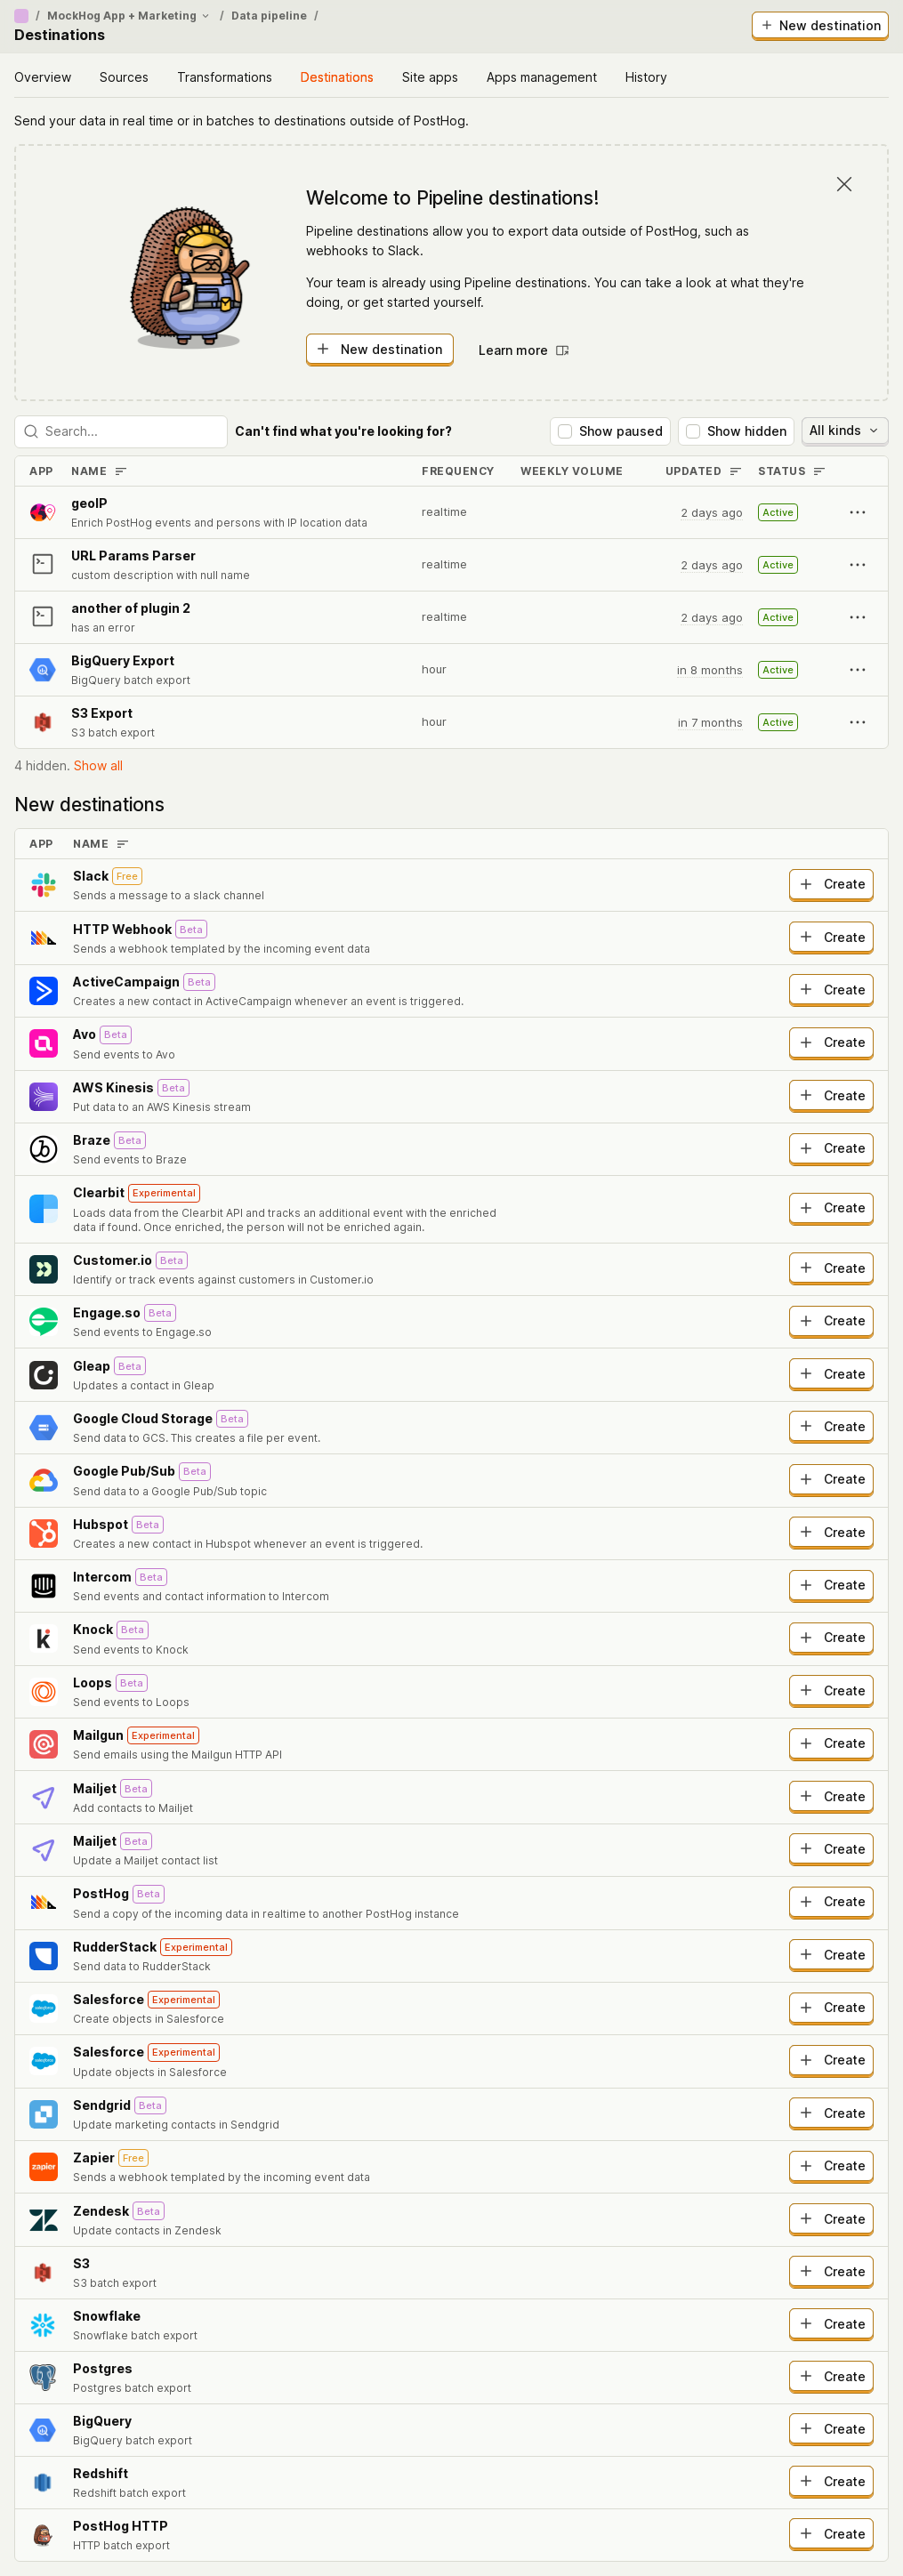 / MockHog App + Marketing / Data pipeline /
Destinations
New destination
Overview Sources Transformations Destinations Site apps Apps management History
Send your data in real time or in batches to destinations outside of PostHog.
Welcome to Pipeline destinations!
Pipeline destinations allow you to export data outside of PostHog, such as
webhooks to Slack.
Your team is already using Pipeline destinations. You can take a look at what they're
doing, or get started yourself.
New destination Learn more
Search... Can't find what you're looking for? Show paused Show hidden All kinds
APP NAME FREQUENCY WEEKLY VOLUME UPDATED STATUS
geoIP
Enrich PostHog events and persons with IP location data
realtime 2 days ago Active
URL Params Parser
custom description with null name
realtime 2 days ago Active
another of plugin 2
has an error
realtime 2 days ago Active
BigQuery Export
BigQuery batch export
hour in 8 months Active
S3 Export
S3 batch export
hour in 7 months Active
4 hidden. Show all
New destinations
APP NAME
Slack Free
Sends a message to a slack channel
Create
HTTP Webhook Beta
Sends a webhook templated by the incoming event data
Create
ActiveCampaign Beta
Creates a new contact in ActiveCampaign whenever an event is triggered.
Create
Avo Beta
Send events to Avo
Create
AWS Kinesis Beta
Put data to an AWS Kinesis stream
Create
Braze Beta
Send events to Braze
Create
Clearbit Experimental
Loads data from the Clearbit API and tracks an additional event with the enriched
data if found. Once enriched, the person will not be enriched again.
Create
Customer.io Beta
Identify or track events against customers in Customer.io
Create
Engage.so Beta
Send events to Engage.so
Create
Gleap Beta
Updates a contact in Gleap
Create
Google Cloud Storage Beta
Send data to GCS. This creates a file per event.
Create
Google Pub/Sub Beta
Send data to a Google Pub/Sub topic
Create
Hubspot Beta
Creates a new contact in Hubspot whenever an event is triggered.
Create
Intercom Beta
Send events and contact information to Intercom
Create
Knock Beta
Send events to Knock
Create
Loops Beta
Send events to Loops
Create
Mailgun Experimental
Send emails using the Mailgun HTTP API
Create
Mailjet Beta
Add contacts to Mailjet
Create
Mailjet Beta
Update a Mailjet contact list
Create
PostHog Beta
Send a copy of the incoming data in realtime to another PostHog instance
Create
RudderStack Experimental
Send data to RudderStack
Create
Salesforce Experimental
Create objects in Salesforce
Create
Salesforce Experimental
Update objects in Salesforce
Create
Sendgrid Beta
Update marketing contacts in Sendgrid
Create
zapier
Zapier Free
Sends a webhook templated by the incoming event data
Create
Zendesk Beta
Update contacts in Zendesk
Create
S3
S3 batch export
Create
Snowflake
Snowflake batch export
Create
Postgres
Postgres batch export
Create
BigQuery
BigQuery batch export
Create
Redshift
Redshift batch export
Create
PostHog HTTP
HTTP batch export
Create